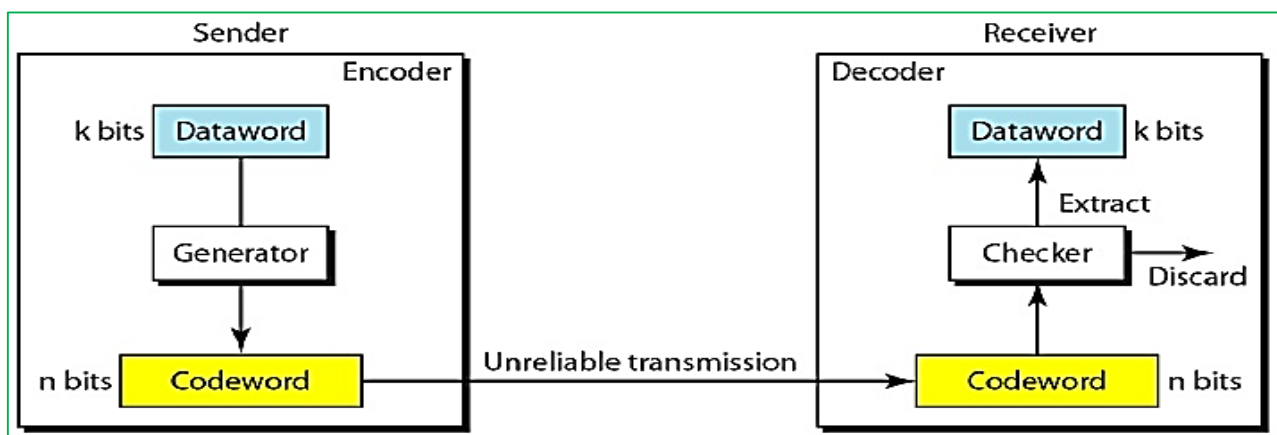 Sender
Encoder
k bits
Dataword
Generator
n bits
Codeword
Unreliable transmission
Receiver
Decoder
Dataword
k bits
Extract
Checker
Discard
Codeword
n bits